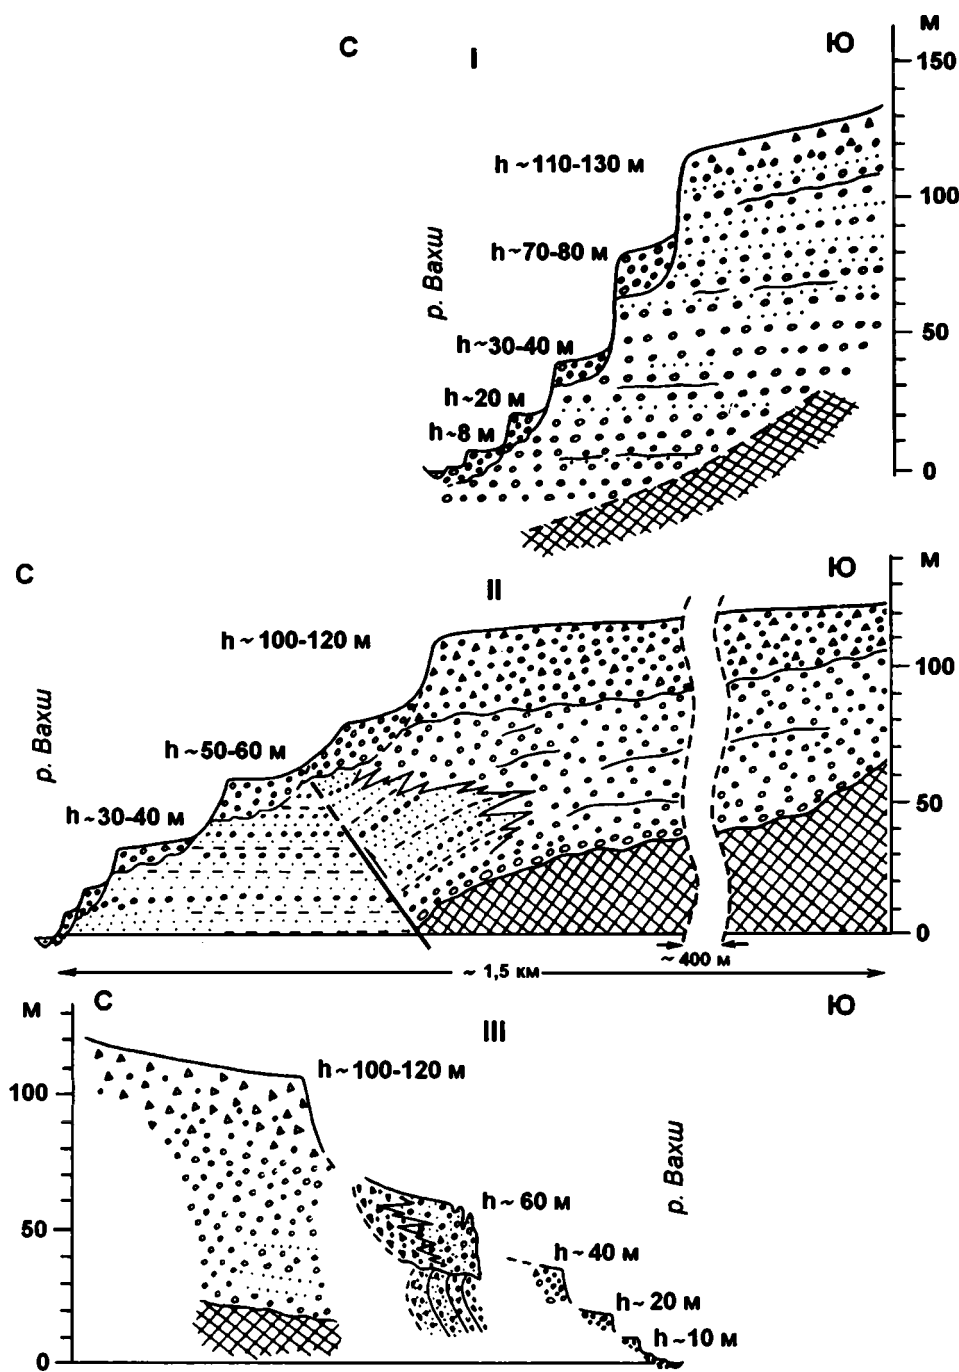 С I Ю
м
150
h ~110-130 м
100
h ~70-80 м
р. Вахш
50
h ~30-40 м
h ~20 м
h ~8 м
0
С II Ю
м
h ~ 100-120 м
100
р. Вахш
h ~50-60 м
50
h ~30-40 м
0
~ 400 м
~ 1,5 км
м С III Ю
h ~ 100-120 м
100
р. Вахш
h ~ 60 м
50
h ~ 40 м
h ~ 20 м
h ~ 10 м
0